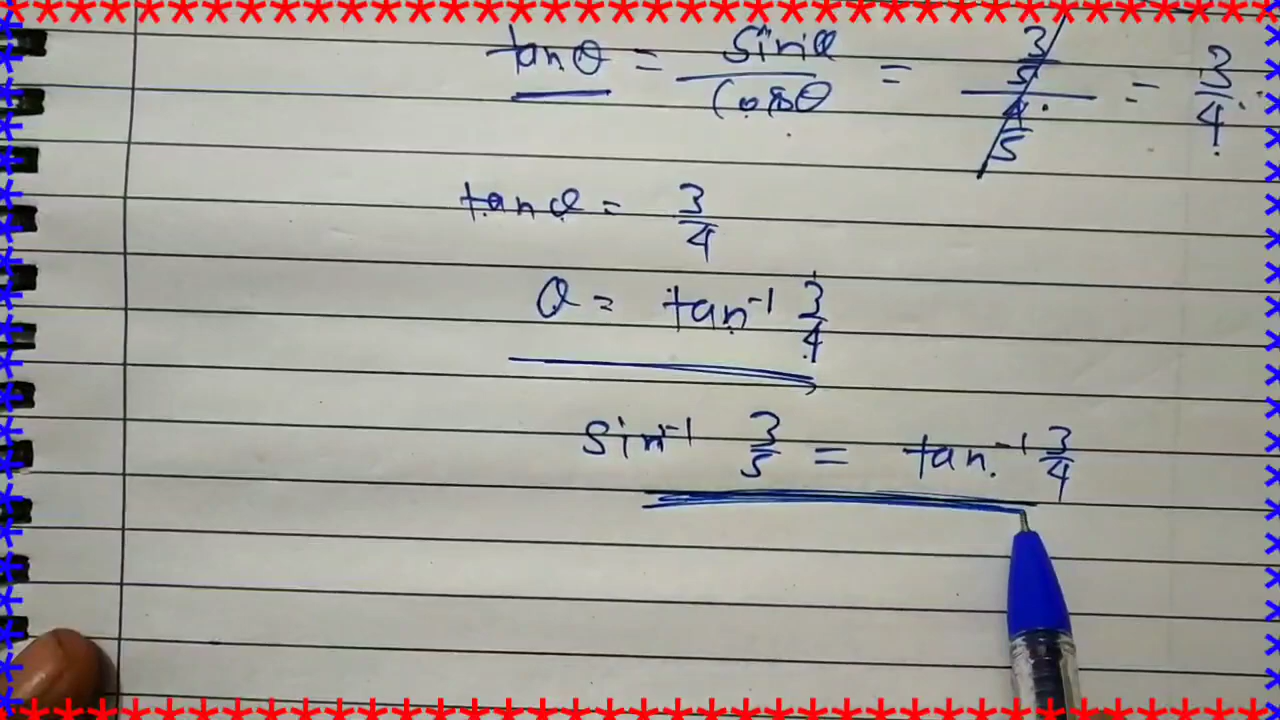 tanθ = sinθ/cosθ = (3/5)/(4/5) = 3/4
tanθ = 3/4
θ = tan⁻¹ 3/4
sin⁻¹ 3/5 = tan⁻¹ 3/4